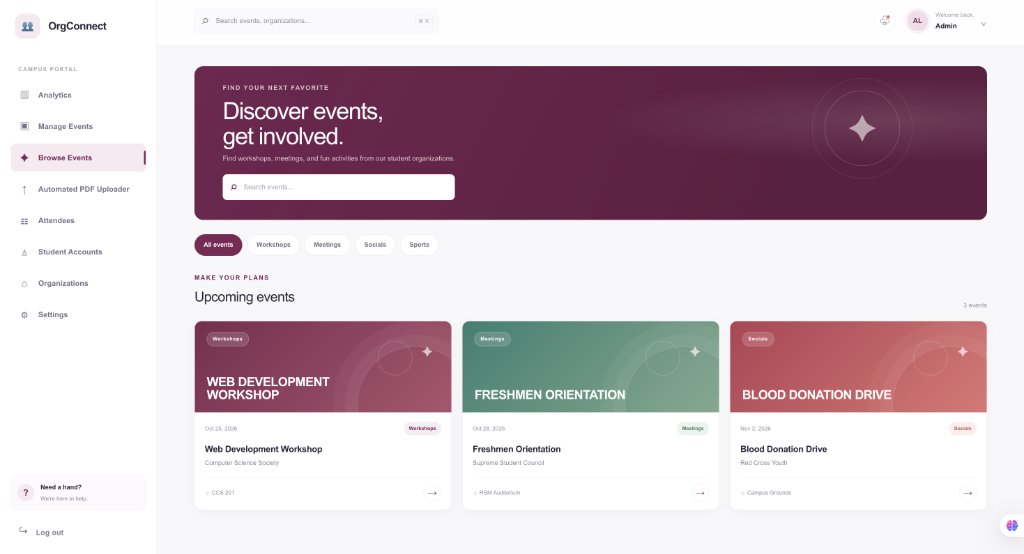 OrgConnect
CAMPUS PORTAL
Analytics
Manage Events
Browse Events
Automated PDF Uploader
Attendees
Student Accounts
Organizations
Settings
?
Need a hand?
We're here to help.
Log out
Search events, organizations...
⌘ K
AL
Welcome back,
Admin
FIND YOUR NEXT FAVORITE
Discover events,
get involved.
Find workshops, meetings, and fun activities from our student organizations.
Search events...
All events
Workshops
Meetings
Socials
Sports
MAKE YOUR PLANS
Upcoming events
3 events
Workshops
WEB DEVELOPMENT
WORKSHOP
Oct 25, 2026
Workshops
Web Development Workshop
Computer Science Society
CCS 201
Meetings
FRESHMEN ORIENTATION
Oct 28, 2026
Meetings
Freshmen Orientation
Supreme Student Council
RSM Auditorium
Socials
BLOOD DONATION DRIVE
Nov 2, 2026
Socials
Blood Donation Drive
Red Cross Youth
Campus Grounds